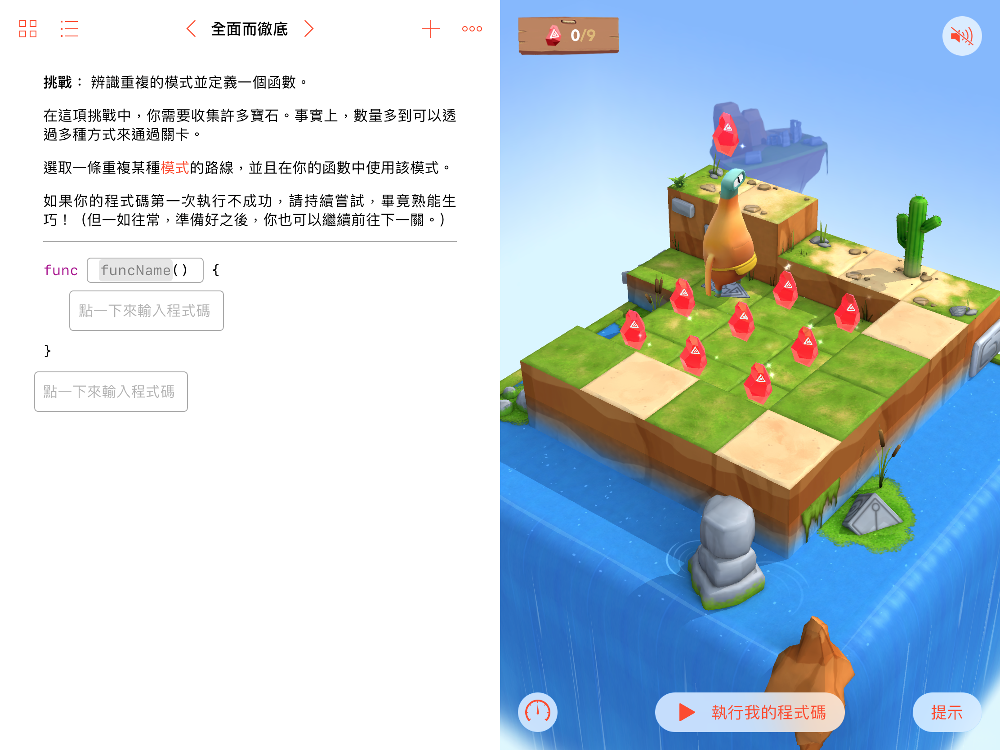 全面而徹底
挑戰： 辨識重複的模式並定義一個函數。
在這項挑戰中，你需要收集許多寶石。事實上，數量多到可以透
過多種方式來通過關卡。
選取一條重複某種模式的路線，並且在你的函數中使用該模式。
如果你的程式碼第一次執行不成功，請持續嘗試，畢竟熟能生
巧！（但一如往常，準備好之後，你也可以繼續前往下一關。）
func funcName() {
點一下來輸入程式碼
}
點一下來輸入程式碼
0/9
執行我的程式碼
提示